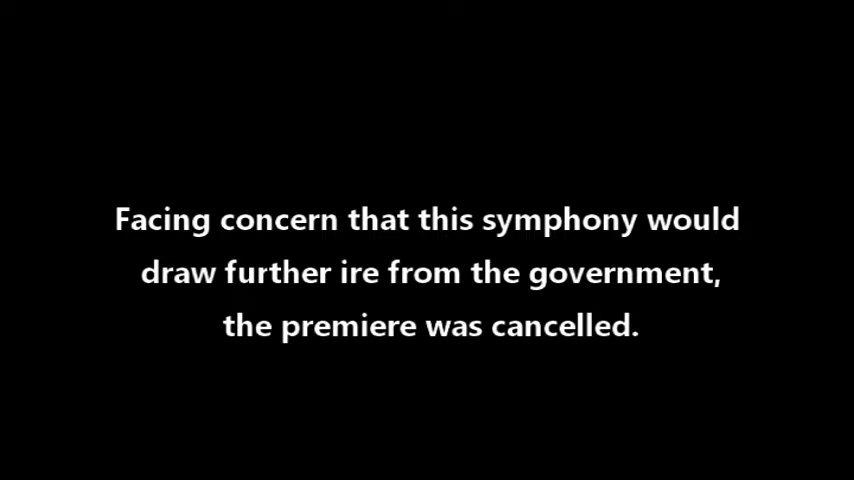 Facing concern that this symphony would
draw further ire from the government,
the premiere was cancelled.